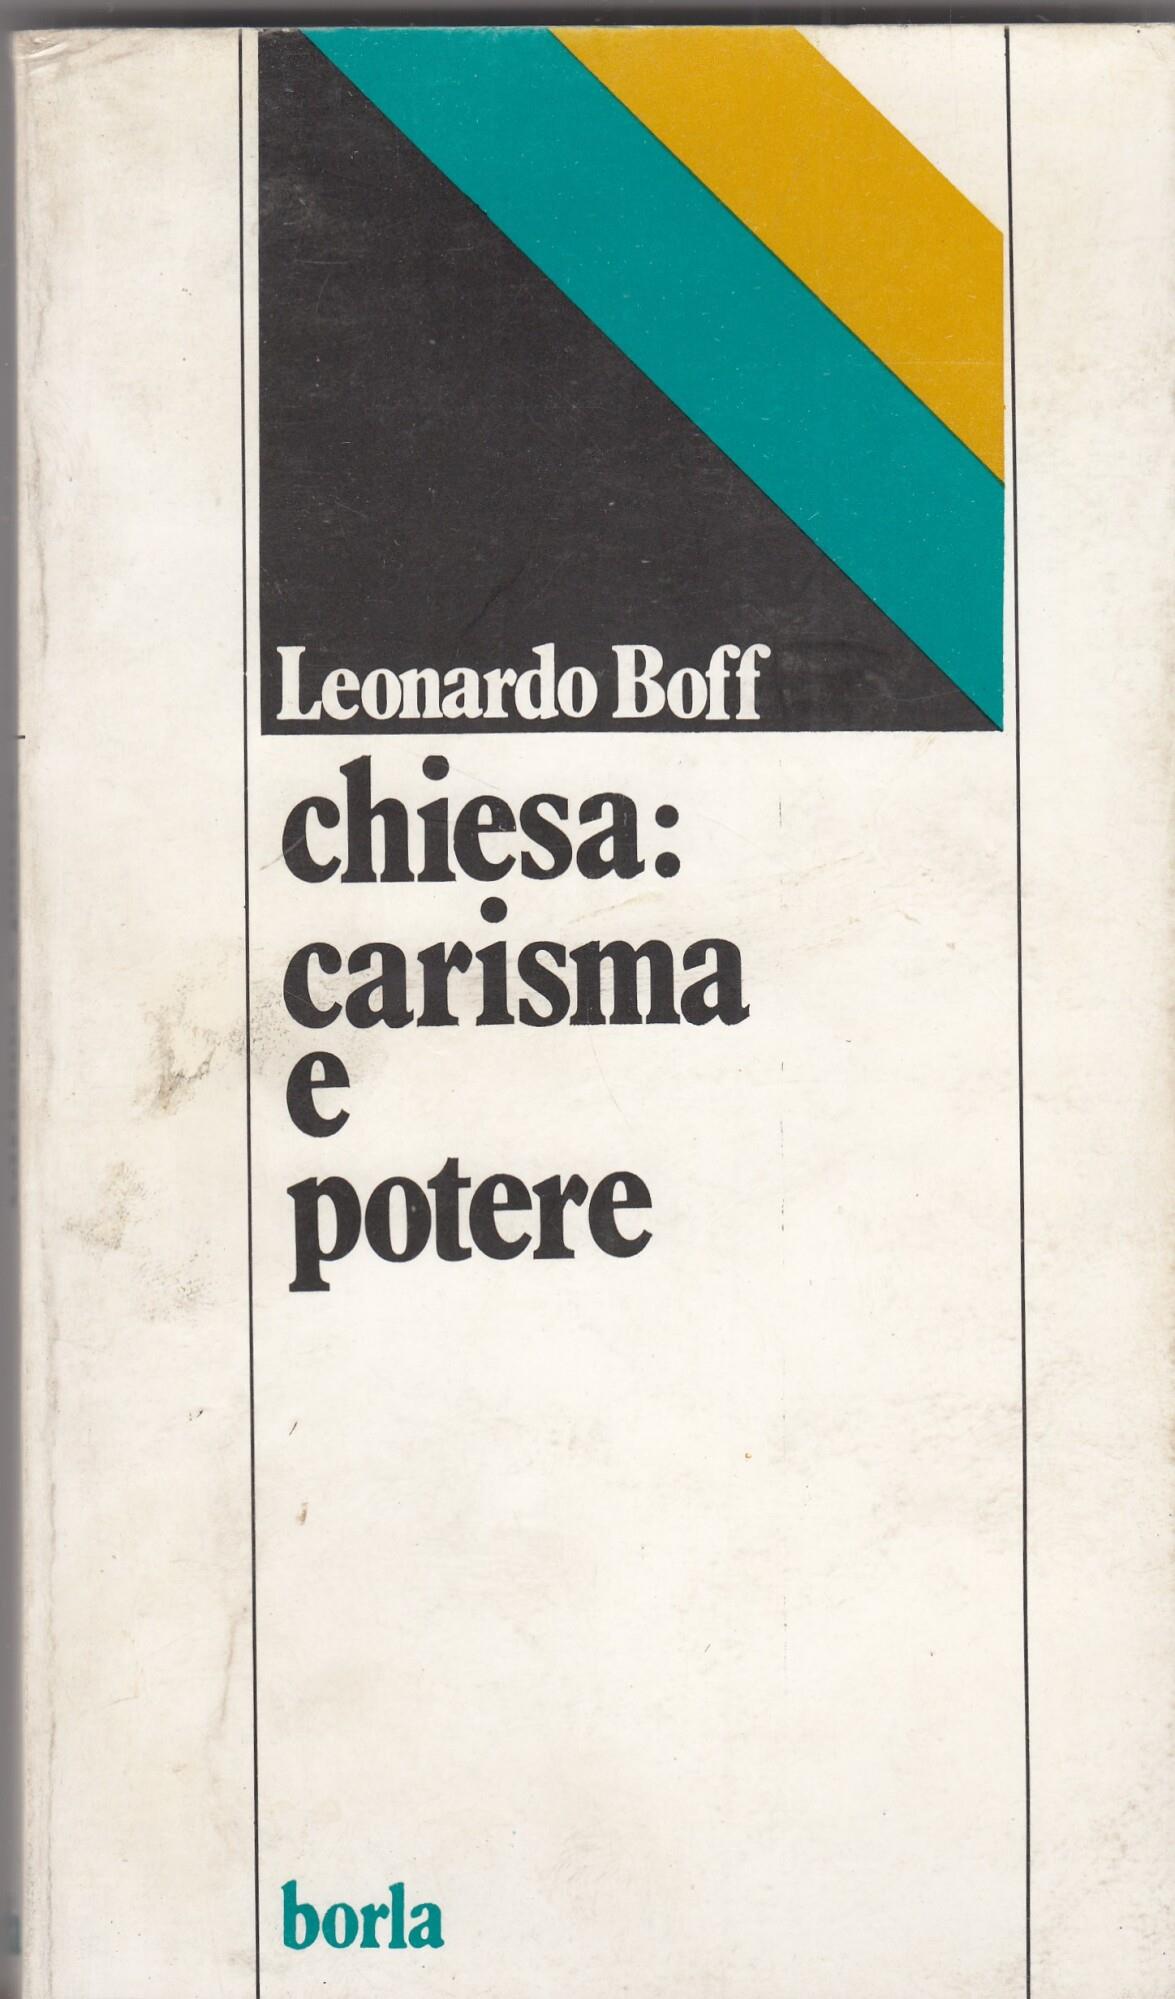 Leonardo Boff
chiesa:
carisma
e
potere
borla